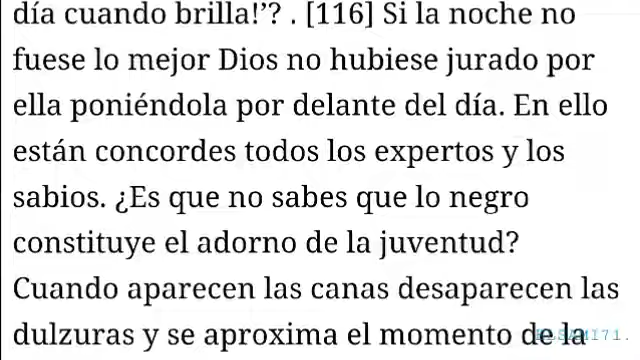 día cuando brilla!’? . [116] Si la noche no
fuese lo mejor Dios no hubiese jurado por
ella poniéndola por delante del día. En ello
están concordes todos los expertos y los
sabios. ¿Es que no sabes que lo negro
constituye el adorno de la juventud?
Cuando aparecen las canas desaparecen las
dulzuras y se aproxima el momento de la